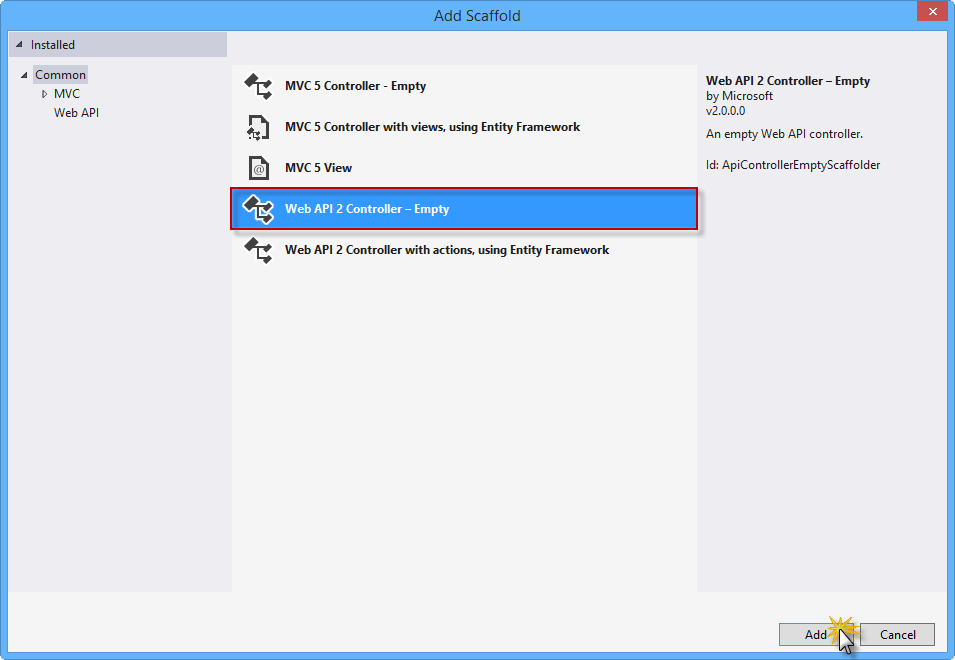 Add Scaffold
Installed
Common
MVC
Web API
MVC 5 Controller - Empty
MVC 5 Controller with views, using Entity Framework
MVC 5 View
Web API 2 Controller – Empty
Web API 2 Controller with actions, using Entity Framework
Web API 2 Controller – Empty
by Microsoft
v2.0.0.0
An empty Web API controller.
Id: ApiControllerEmptyScaffolder
Add
Cancel